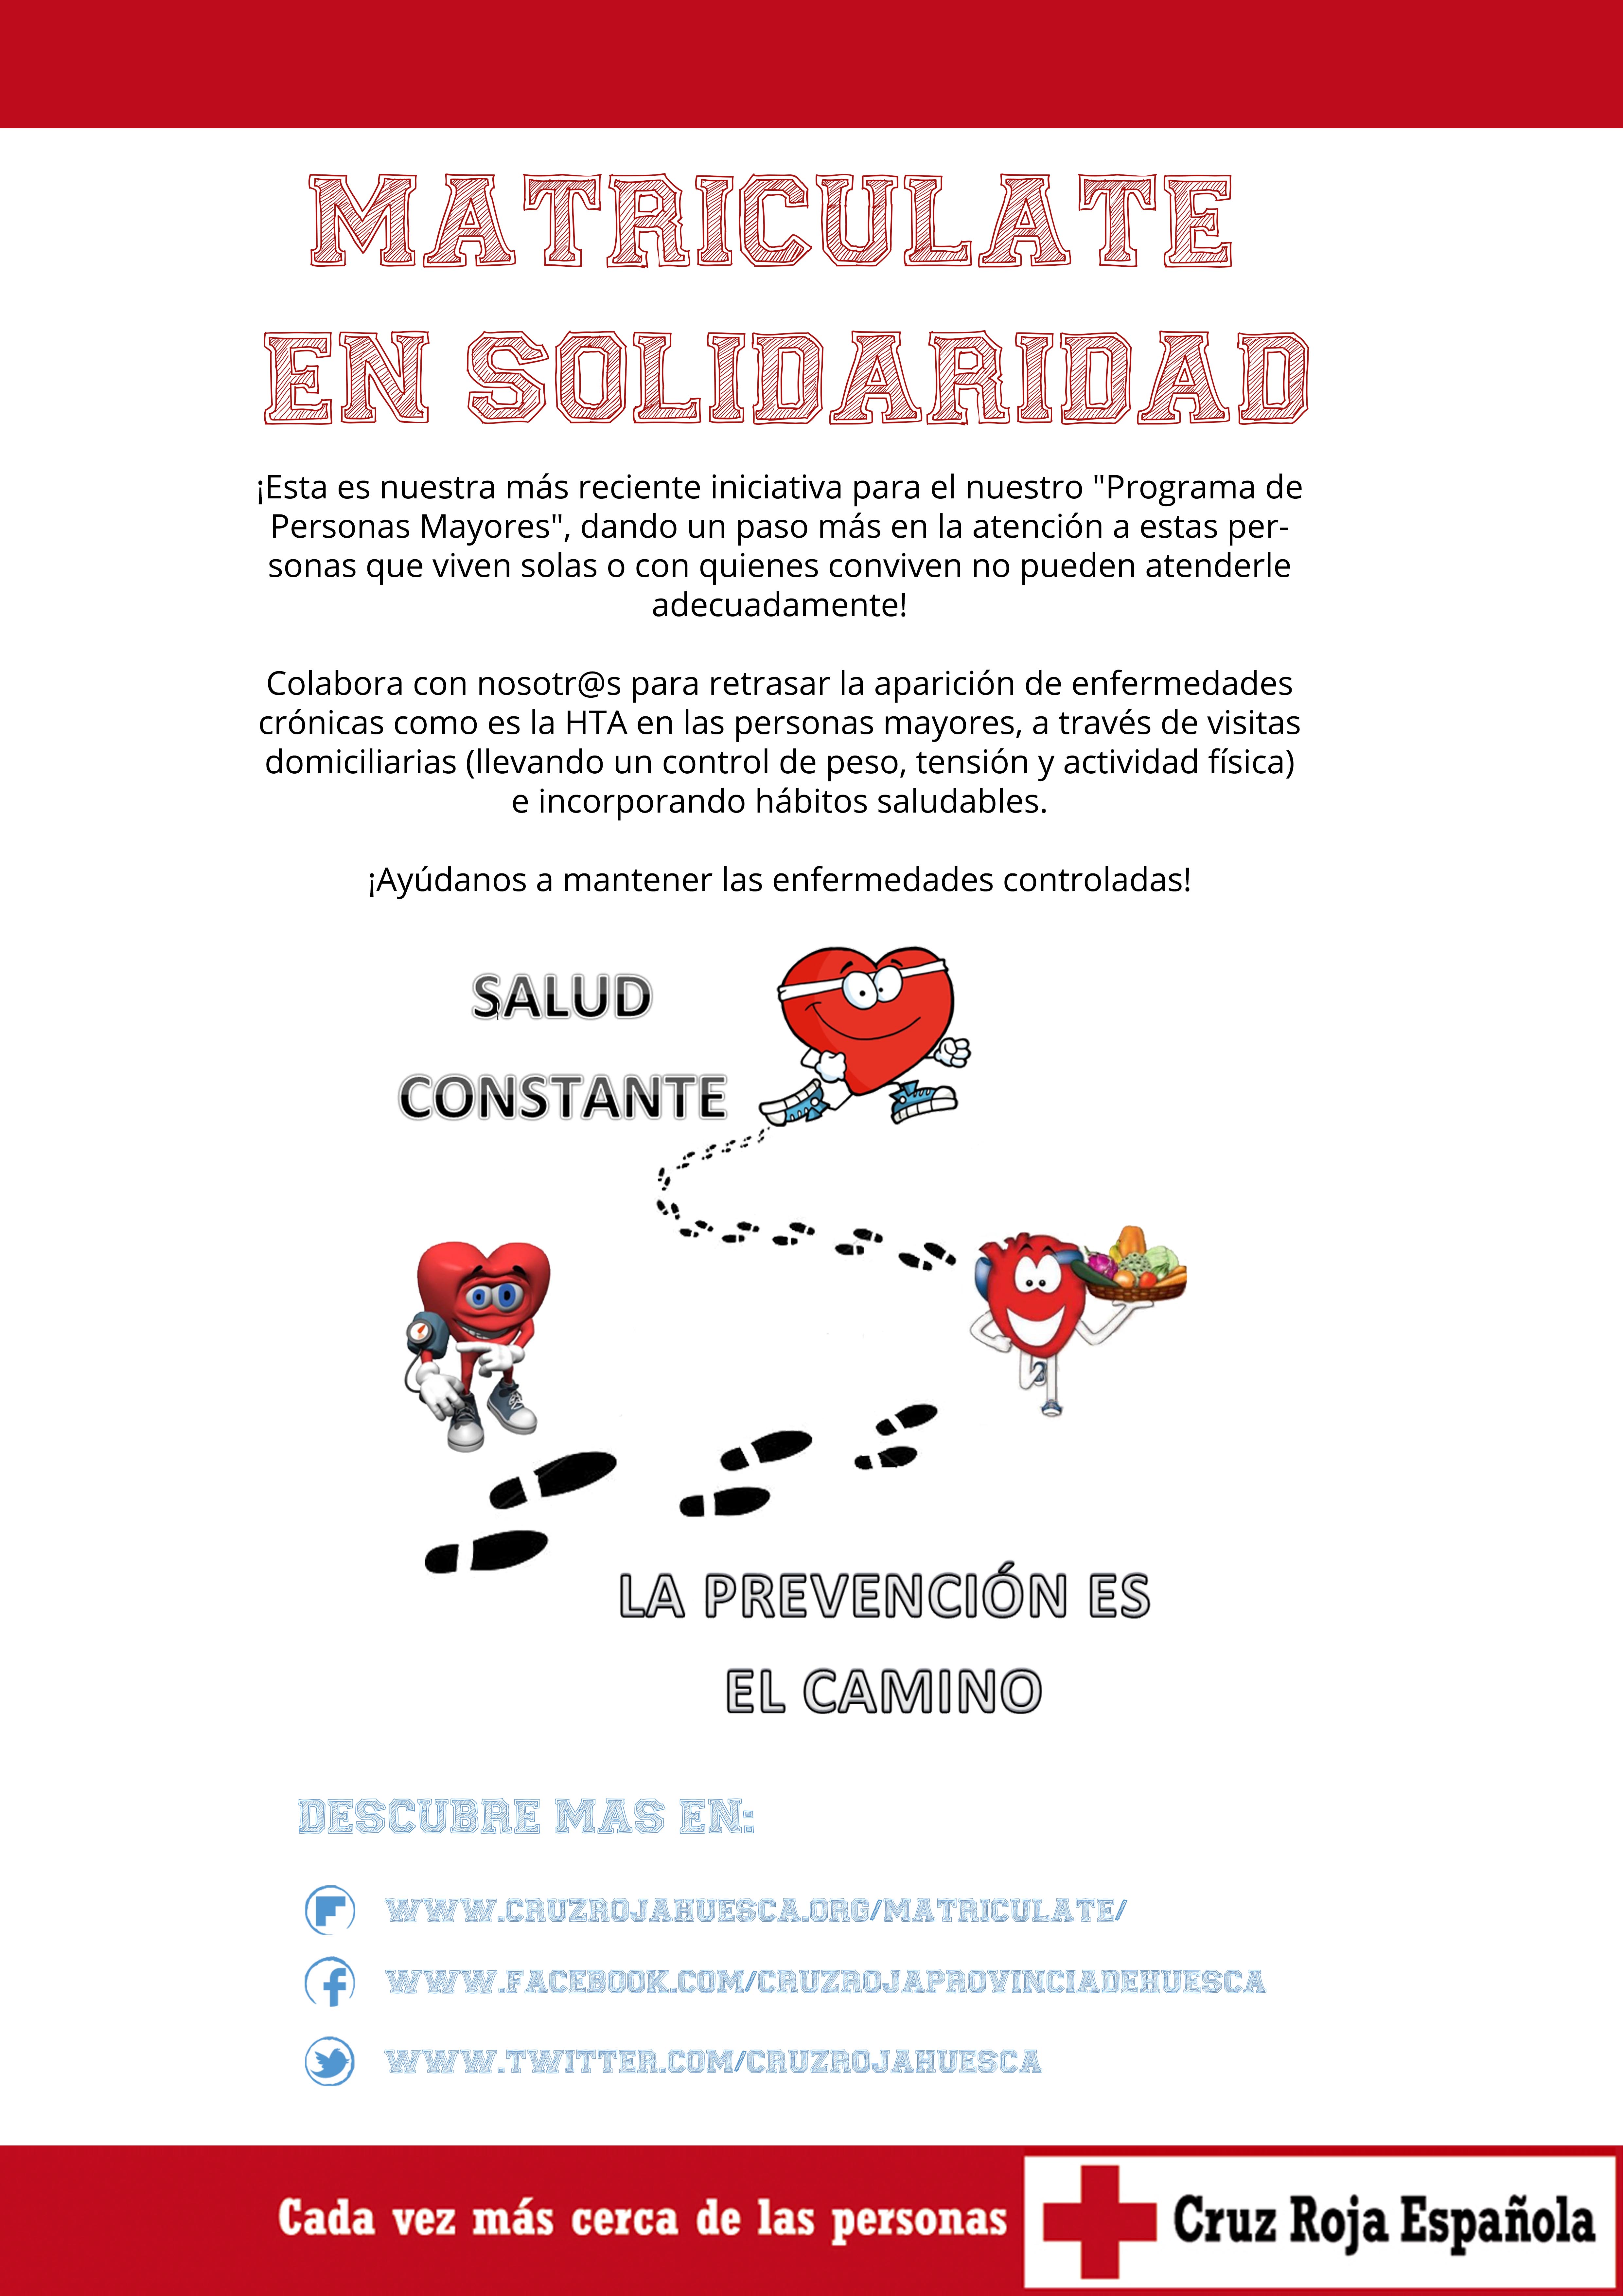 MATRICULATE
EN SOLIDARIDAD
¡Esta es nuestra más reciente iniciativa para el nuestro "Programa de
Personas Mayores", dando un paso más en la atención a estas per-
sonas que viven solas o con quienes conviven no pueden atenderle
adecuadamente!
Colabora con nosotr@s para retrasar la aparición de enfermedades
crónicas como es la HTA en las personas mayores, a través de visitas
domiciliarias (llevando un control de peso, tensión y actividad física)
e incorporando hábitos saludables.
¡Ayúdanos a mantener las enfermedades controladas!
SALUD
CONSTANTE
LA PREVENCIÓN ES
EL CAMINO
DESCUBRE MAS EN:
WWW.CRUZROJAHUESCA.ORG/MATRICULATE/
WWW.FACEBOOK.COM/CRUZROJAPROVINCIADEHUESCA
WWW.TWITTER.COM/CRUZROJAHUESCA
Cada vez más cerca de las personas
Cruz Roja Española